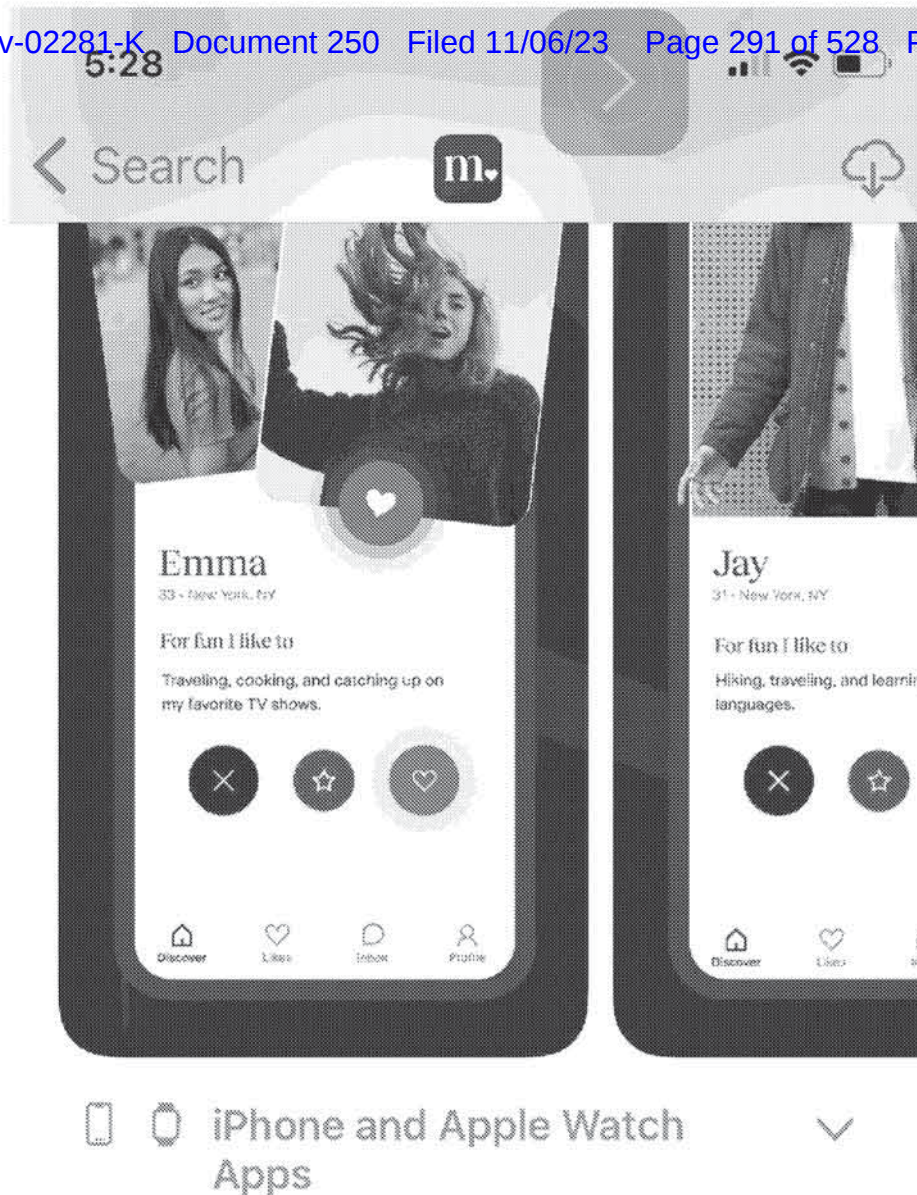 v-02281-K Document 250 Filed 11/06/23 Page 291 of 528
5:28
Search
m
Emma
33 - New York, NY
For fun I like to
Traveling, cooking, and catching up on
my favorite TV shows.
Discover Likes Inbox Profile
Jay
31 - New York, NY
For fun I like to
Hiking, traveling, and
languages.
Discover Likes
iPhone and Apple Watch
Apps